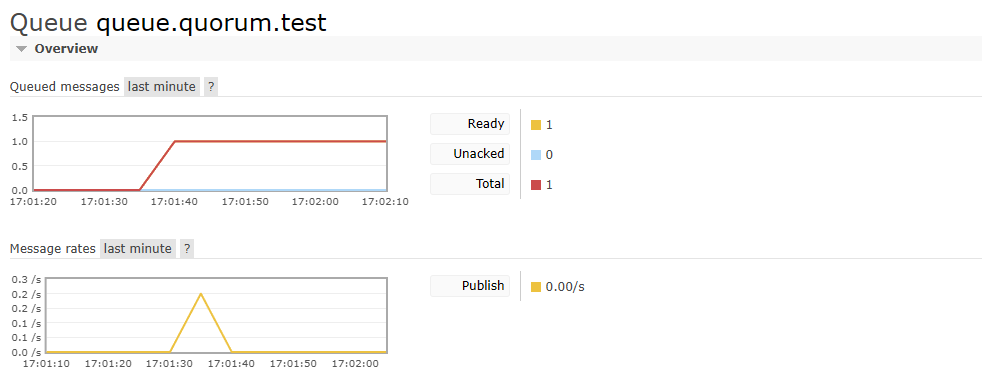 Queue queue.quorum.test
Overview
Queued messages last minute ?
1.5
1.0
0.5
0.0
17:01:20 17:01:30 17:01:40 17:01:50 17:02:00 17:02:10
Ready 1
Unacked 0
Total 1
Message rates last minute ?
0.3 /s
0.2 /s
0.2 /s
0.1 /s
0.1 /s
0.0 /s
17:01:10 17:01:20 17:01:30 17:01:40 17:01:50 17:02:00
Publish 0.00/s